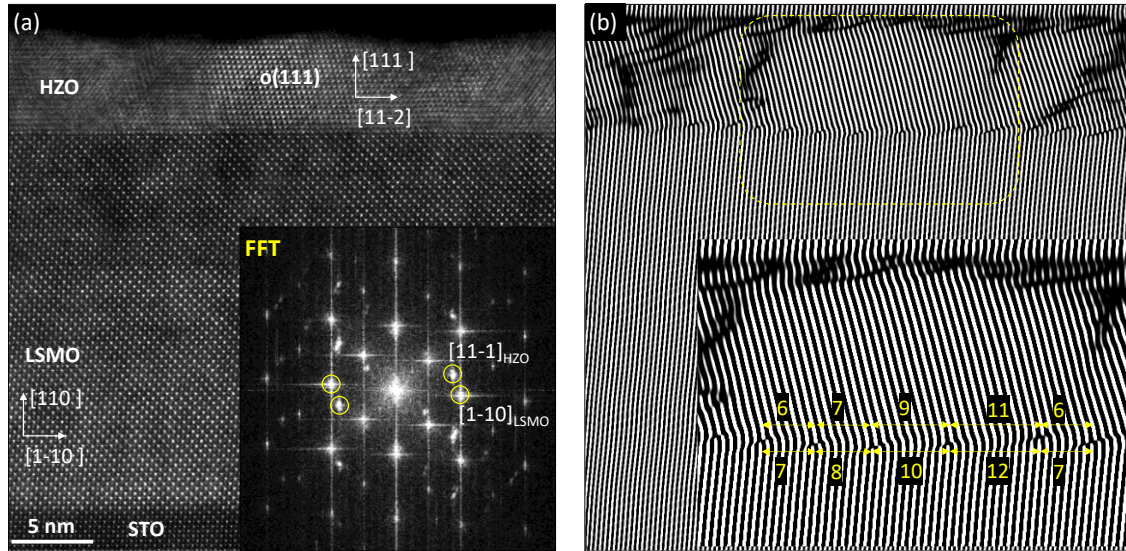 (a)
HZO
o(111)
[111 ]
[11-2]
FFT
[11-1]HZO
[1-10]LSMO
LSMO
[110 ]
[1-10 ]
5 nm
STO
(b)
6 7 9 11 6
7 8 10 12 7